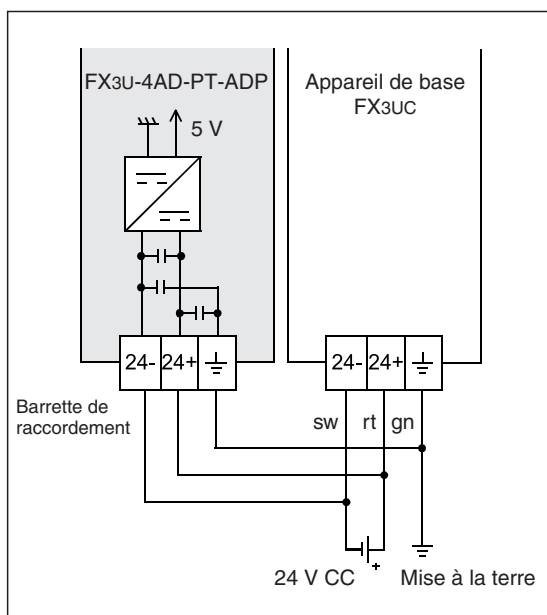 FX3U-4AD-PT-ADP
Appareil de base
FX3UC
5 V
24- 24+
24- 24+
Barrette de
raccordement
sw rt gn
24 V CC
+
Mise à la terre